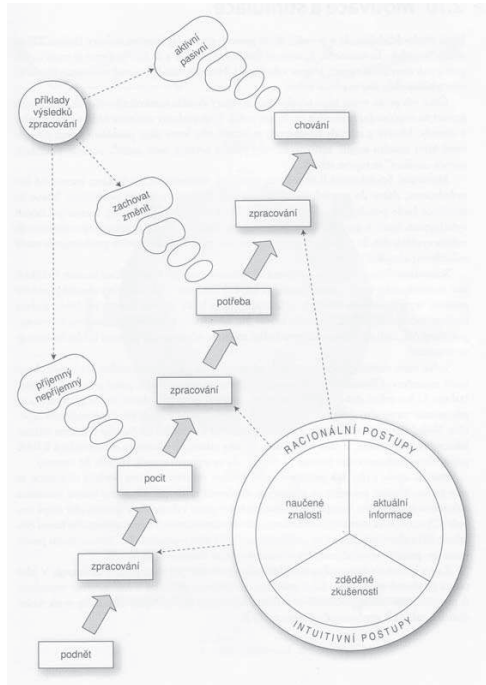 aktivní
pasivní
příklady
výsledků
zpracování
chování
zachovat
změnit
zpracování
potřeba
příjemný
nepříjemný
zpracování
RACIONÁLNÍ POSTUPY
pocit
naučené
znalosti
aktuální
informace
zpracování
zděděné
zkušenosti
INTUITIVNÍ POSTUPY
podnět